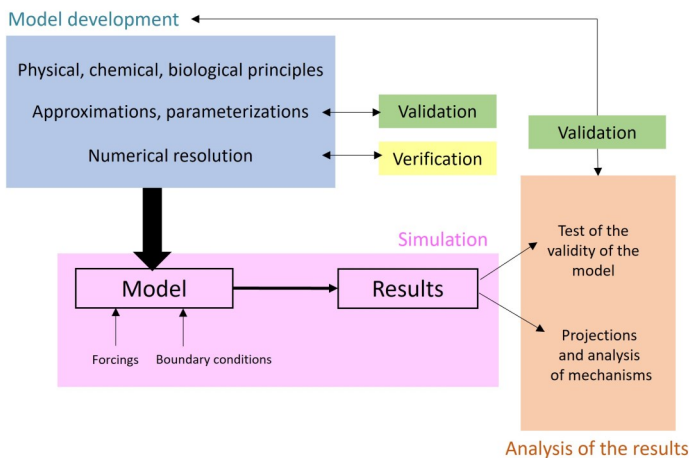 Model development
Physical, chemical, biological principles
Approximations, parameterizations
Validation
Numerical resolution
Verification
Validation
Simulation
Model
Results
Forcings
Boundary conditions
Test of the
validity of the
model
Projections
and analysis
of mechanisms
Analysis of the results